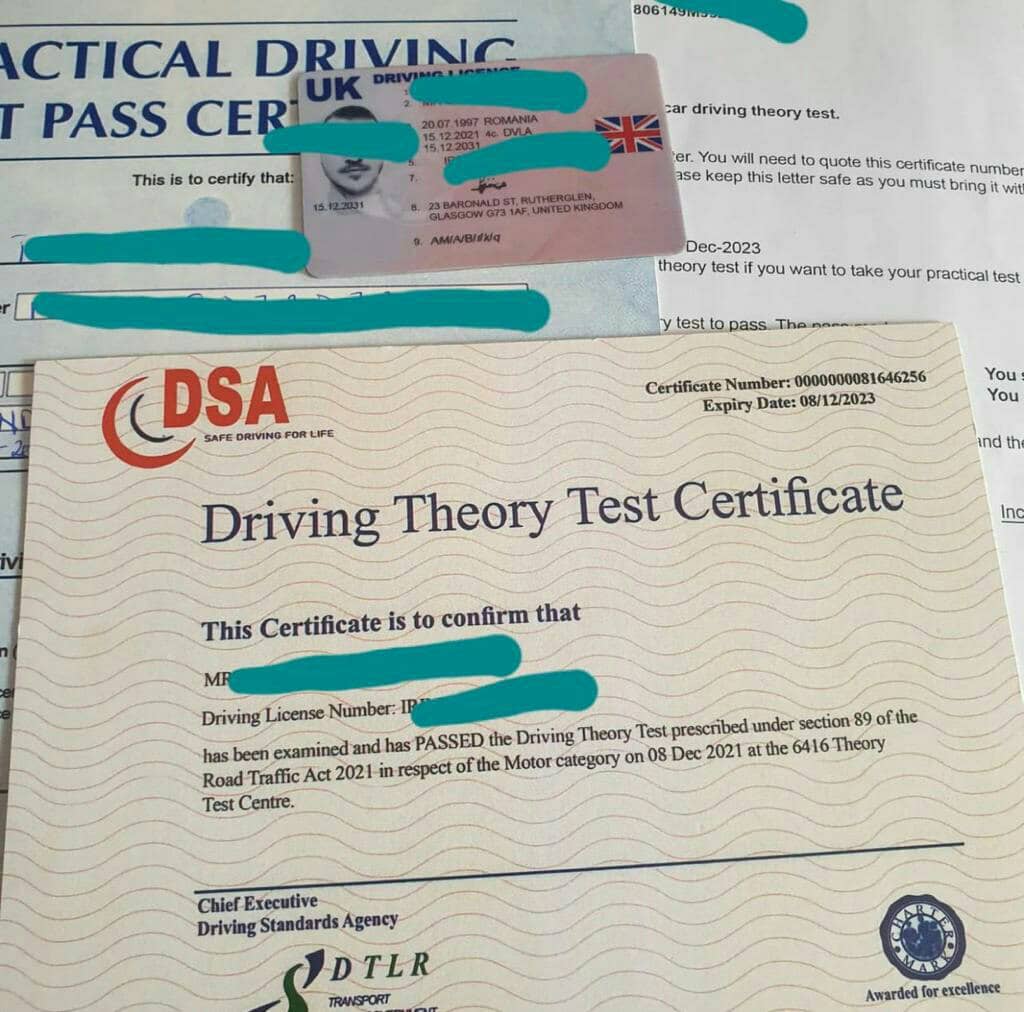 ACTICAL DRIVING
T PASS CER
This is to certify that:
er
UK DRIVING LICENCE
1.
2.
20.07.1997 ROMANIA
15.12.2021 4c. DVLA
15.12.2031
5.
7.
15.12.2031
8. 23 BARONALD ST, RUTHERGLEN,
GLASGOW G73 1AF, UNITED KINGDOM
9. AM/A/B/f/k/q
806149M
car driving theory test.
er. You will need to quote this certificate number
ase keep this letter safe as you must bring it wit
Dec-2023
theory test if you want to take your practical test
y test to pass. The
You s
You
and the
Inc
ivi
DSA
SAFE DRIVING FOR LIFE
Certificate Number: 0000000081646256
Expiry Date: 08/12/2023
Driving Theory Test Certificate
This Certificate is to confirm that
MR
Driving License Number: IR
has been examined and has PASSED the Driving Theory Test prescribed under section 89 of the
Road Traffic Act 2021 in respect of the Motor category on 08 Dec 2021 at the 6416 Theory
Test Centre.
Chief Executive
Driving Standards Agency
DTLR
TRANSPORT
CHARTER MARK
Awarded for excellence